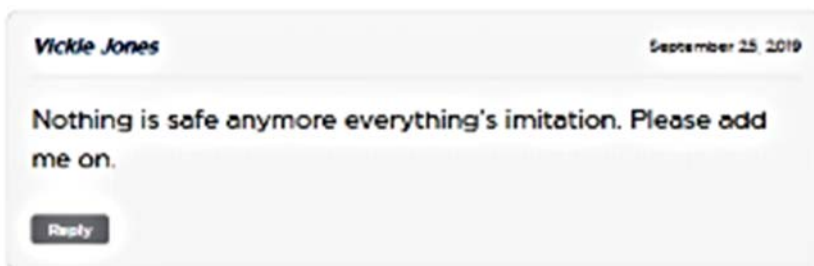 Vickie Jones
September 25, 2019
Nothing is safe anymore everything's imitation. Please add
me on.
Reply